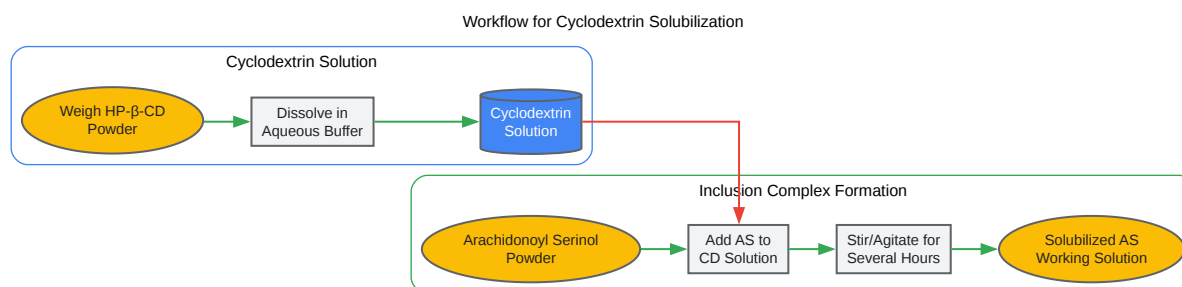 Workflow for Cyclodextrin Solubilization
Cyclodextrin Solution
Weigh HP-β-CD
Powder
Dissolve in
Aqueous Buffer
Cyclodextrin
Solution
Inclusion Complex Formation
Arachidonoyl Serinol
Powder
Add AS to
CD Solution
Stir/Agitate for
Several Hours
Solubilized AS
Working Solution